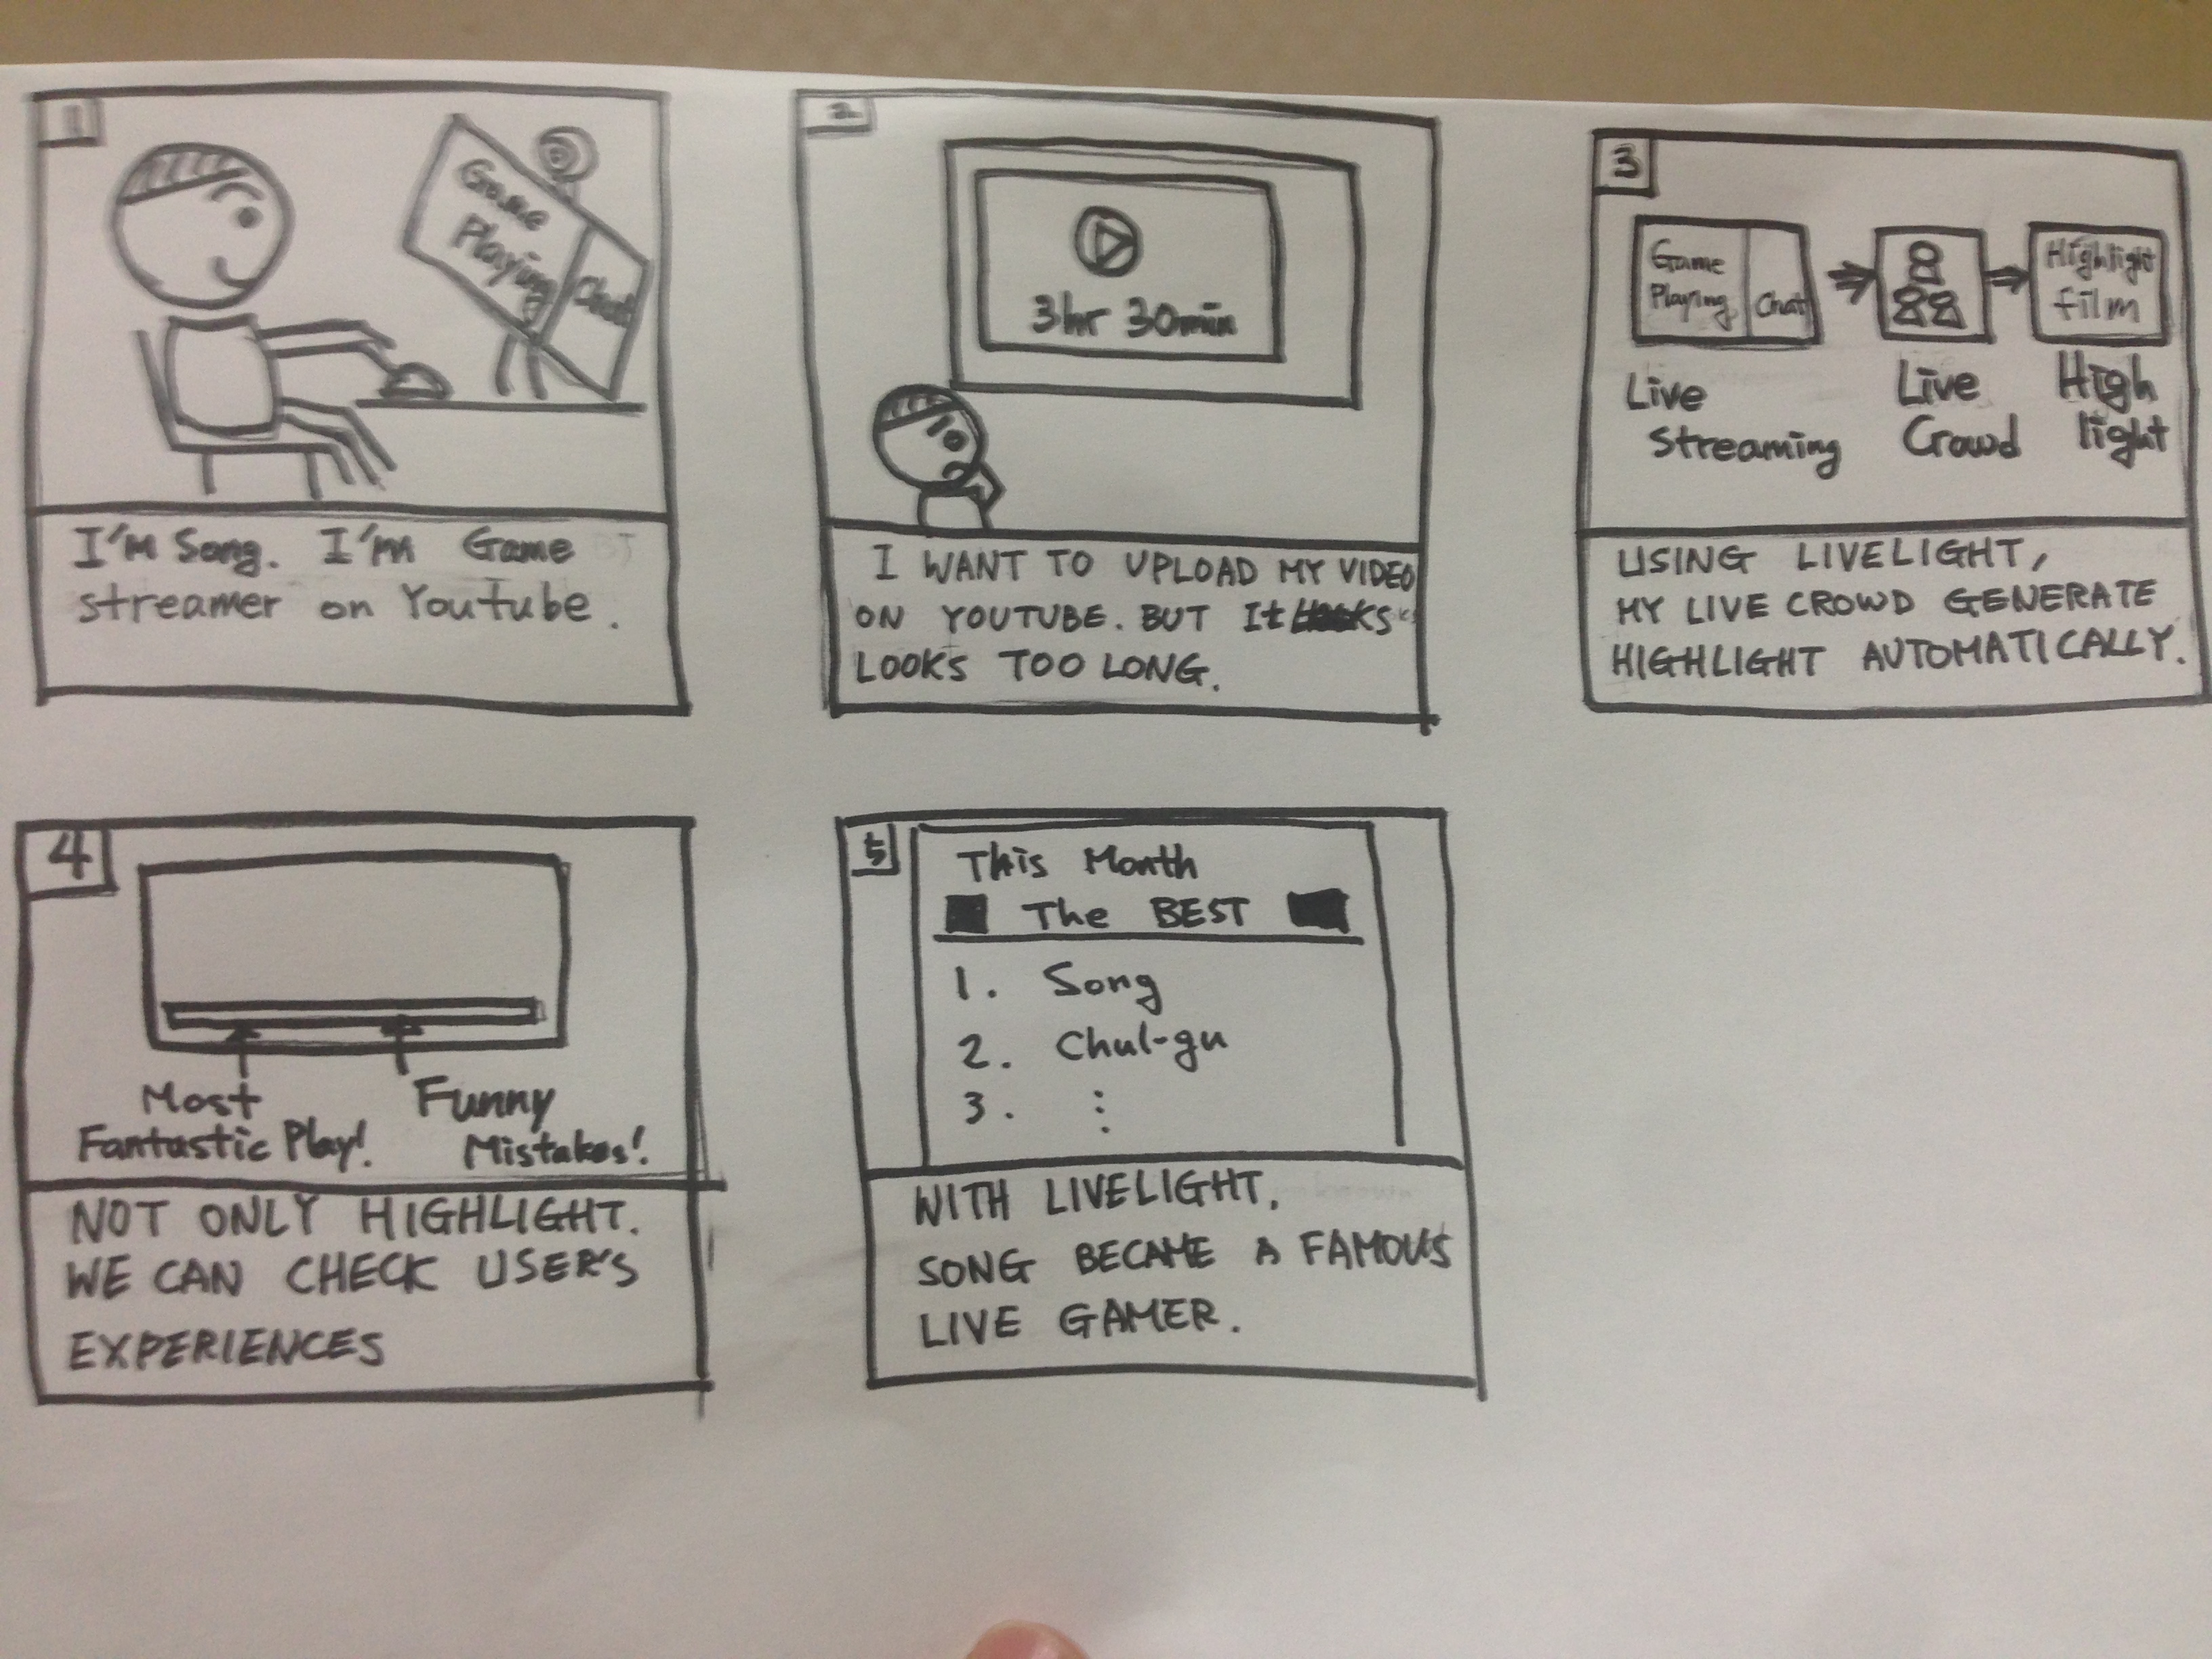 1
Game
Playing
Chat
I'm Song. I'm Game
streamer on Youtube.
2
3hr 30min
I WANT TO UPLOAD MY VIDEO
ON YOUTUBE. BUT It
LOOKS TOO LONG.
3
Game
Playing
Chat
Highlight
film
Live
Streaming
Live
Crowd
High
light
USING LIVELIGHT,
MY LIVE CROWD GENERATE
HIGHLIGHT AUTOMATICALLY.
4
Most
Fantastic Play!
Funny
Mistakes!
NOT ONLY HIGHLIGHT.
WE CAN CHECK USER'S
EXPERIENCES
5
This Month
The BEST
1. Song
2. Chul-gu
3. :
WITH LIVELIGHT,
SONG BECAME A FAMOUS
LIVE GAMER.